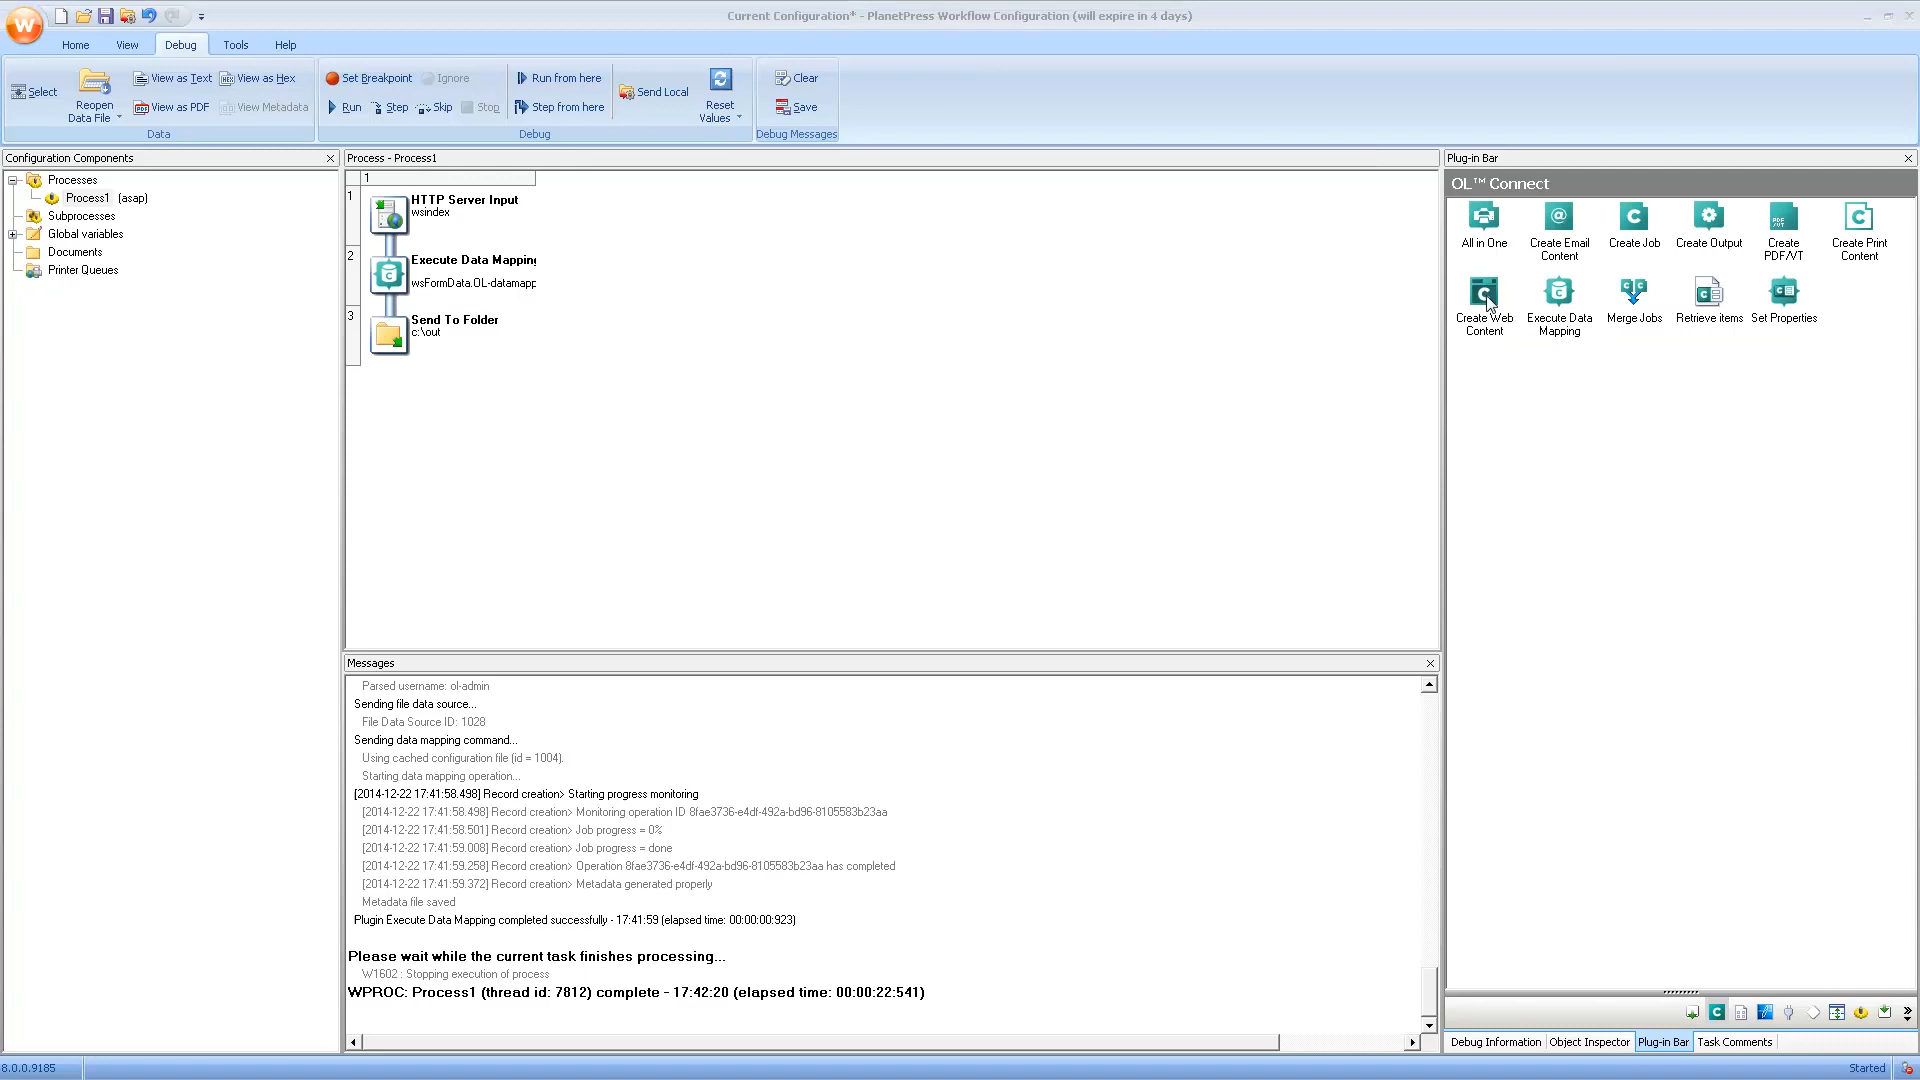 Current Configuration* - PlanetPress Workflow Configuration (will expire in 4 days)
Home View Debug Tools Help
Select
Reopen
Data File
View as Text
View as Hex
View as PDF
View Metadata
Data
Set Breakpoint
Ignore
Run
Step
Skip
Stop
Run from here
Step from here
Send Local
Reset
Values
Debug
Clear
Save
Debug Messages
Configuration Components
Processes
Process1 (asap)
Subprocesses
Global variables
Documents
Printer Queues
Process - Process1
1
1
HTTP Server Input
wsindex
2
Execute Data Mapping
wsFormData.OL-datamapp
3
Send To Folder
c:\out
Messages
Parsed username: ol-admin
Sending file data source...
File Data Source ID: 1028
Sending data mapping command...
Using cached configuration file (id = 1004).
Starting data mapping operation...
[2014-12-22 17:41:58.498] Record creation> Starting progress monitoring
[2014-12-22 17:41:58.498] Record creation> Monitoring operation ID 8fae3736-e4df-492a-bd96-8105583b23aa
[2014-12-22 17:41:58.501] Record creation> Job progress = 0%
[2014-12-22 17:41:59.008] Record creation> Job progress = done
[2014-12-22 17:41:59.258] Record creation> Operation 8fae3736-e4df-492a-bd96-8105583b23aa has completed
[2014-12-22 17:41:59.372] Record creation> Metadata generated properly
Metadata file saved
Plugin Execute Data Mapping completed successfully - 17:41:59 (elapsed time: 00:00:00:923)
Please wait while the current task finishes processing...
W1602 : Stopping execution of process
WPROC: Process1 (thread id: 7812) complete - 17:42:20 (elapsed time: 00:00:22:541)
Plug-in Bar
OL™ Connect
All in One
Create Email
Content
Create Job
Create Output
Create
PDF/VT
Create Print
Content
Create Web
Content
Execute Data
Mapping
Merge Jobs
Retrieve items
Set Properties
Debug Information Object Inspector Plug-in Bar Task Comments
8.0.0.9185
Started